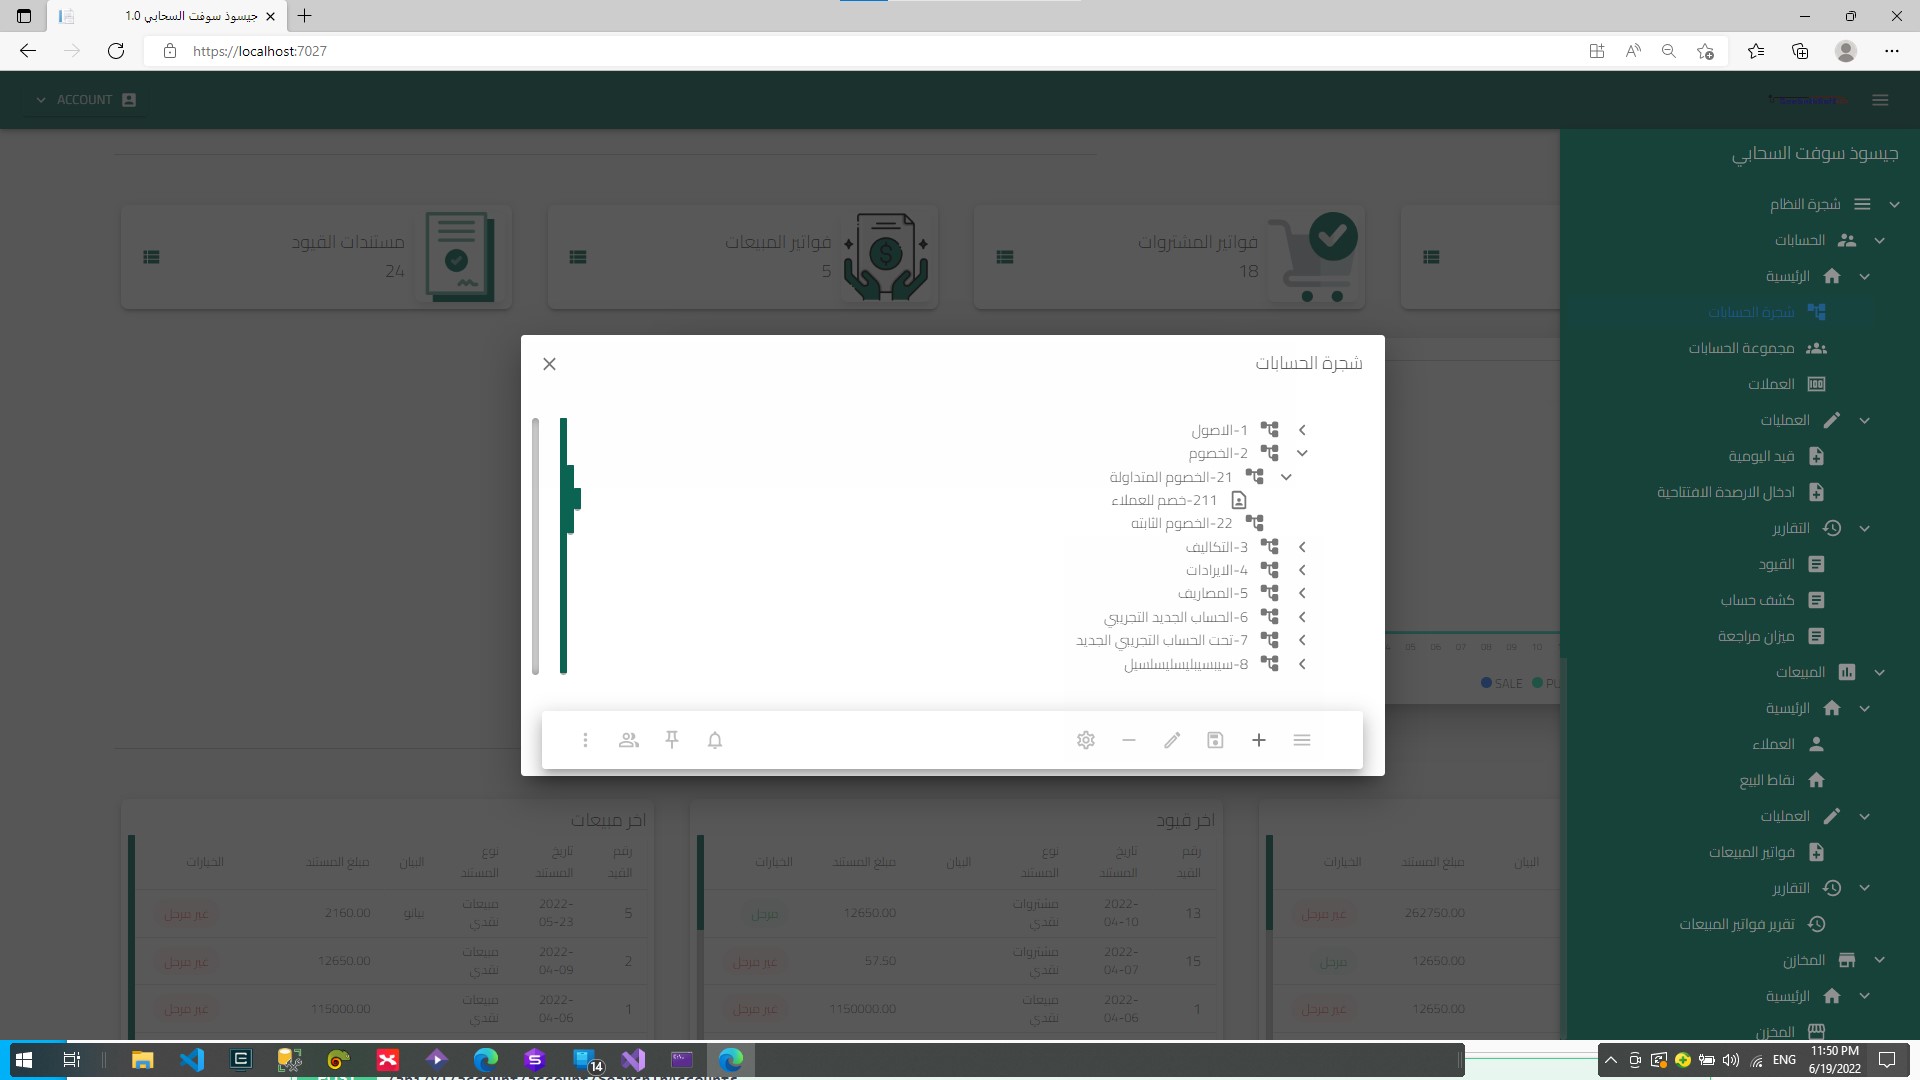 جيسوذ سوفت السحابي 1.0
https://localhost:7027
ACCOUNT
جيسوذ سوفت السحابي
شجرة النظام
الحسابات
الرئيسية
شجرة الحسابات
مجموعة الحسابات
العملات
العمليات
قيد اليومية
ادخال الارصدة الافتتاحية
التقارير
القيود
كشف حساب
ميزان مراجعة
المبيعات
الرئيسية
العملاء
نقاط البيع
العمليات
فواتير المبيعات
التقارير
تقرير فواتير المبيعات
المخازن
الرئيسية
المخزن
فواتير المشتروات
18
فواتير المبيعات
5
مستندات القيود
24
شجرة الحسابات
1-الاصول
2-الخصوم
21-الخصوم المتداولة
211-خصم للعملاء
22-الخصوم الثابته
3-التكاليف
4-الايرادات
5-المصاريف
6-الحساب الجديد التجريبي
7-تحت الحساب التجريبي الجديد
8-سيبسيبليسليسلسيل
05 06 07 08 09 10
SALE
البيان مبلغ المستند الخيارات
262750.00 غير مرحل
12650.00 مرحل
12650.00 غير مرحل
اخر قيود
رقم القيد تاريخ المستند نوع المستند البيان مبلغ المستند الخيارات
13 2022-04-10 مشتروات نقدي 12650.00 مرحل
15 2022-04-07 مشتروات نقدي 57.50 غير مرحل
1 2022-04-06 مبيعات نقدي 1150000.00 غير مرحل
اخر مبيعات
رقم القيد تاريخ المستند نوع المستند البيان مبلغ المستند الخيارات
5 2022-05-23 مبيعات نقدي بيانو 2160.00 غير مرحل
2 2022-04-09 مبيعات نقدي 12650.00 غير مرحل
1 2022-04-06 مبيعات نقدي 115000.00 غير مرحل
14
ENG
11:50 PM
6/19/2022